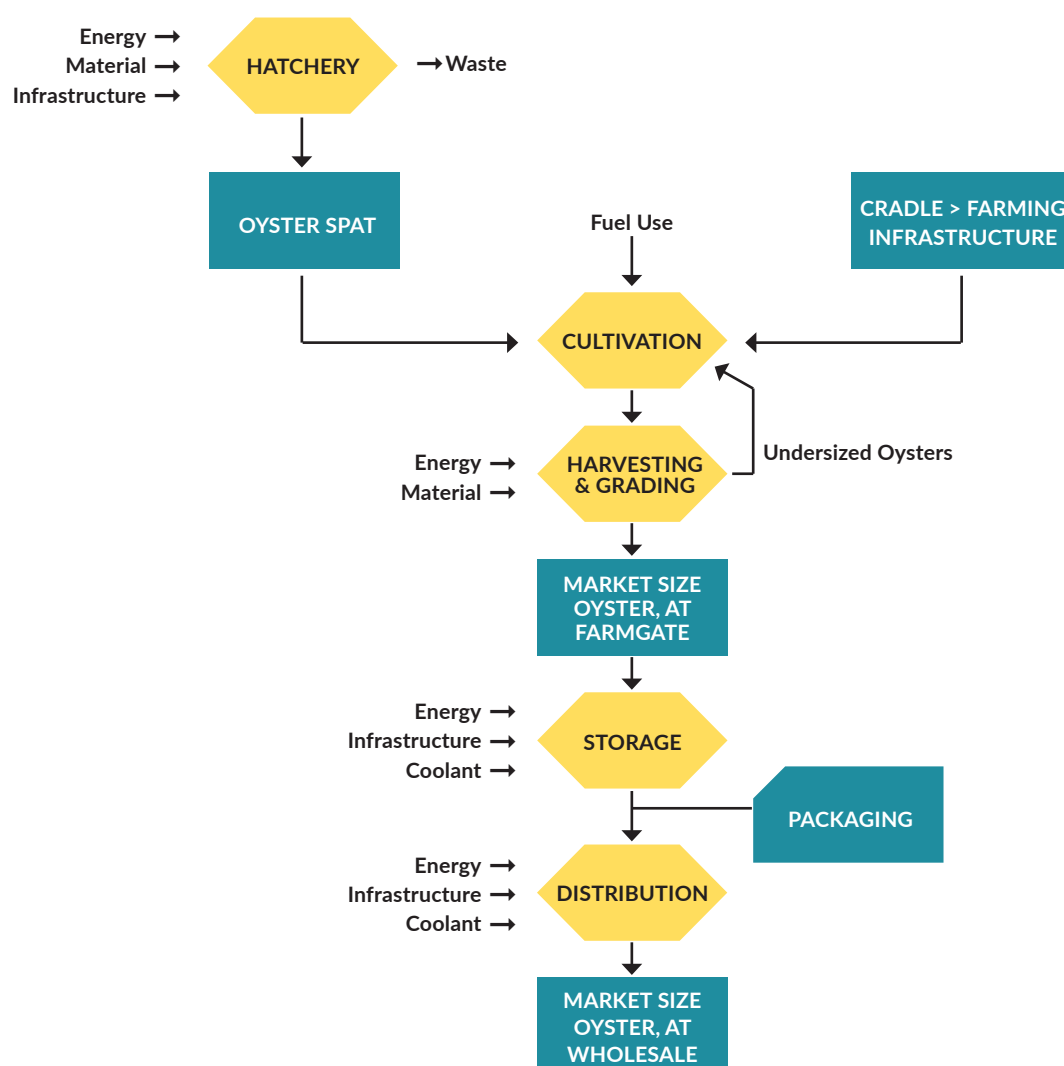 Energy
Material
Infrastructure
HATCHERY
Waste
OYSTER SPAT
Fuel Use
CRADLE > FARMING
INFRASTRUCTURE
CULTIVATION
Undersized Oysters
Energy
Material
HARVESTING
& GRADING
MARKET SIZE
OYSTER, AT
FARMGATE
Energy
Infrastructure
Coolant
STORAGE
PACKAGING
Energy
Infrastructure
Coolant
DISTRIBUTION
MARKET SIZE
OYSTER, AT
WHOLESALE